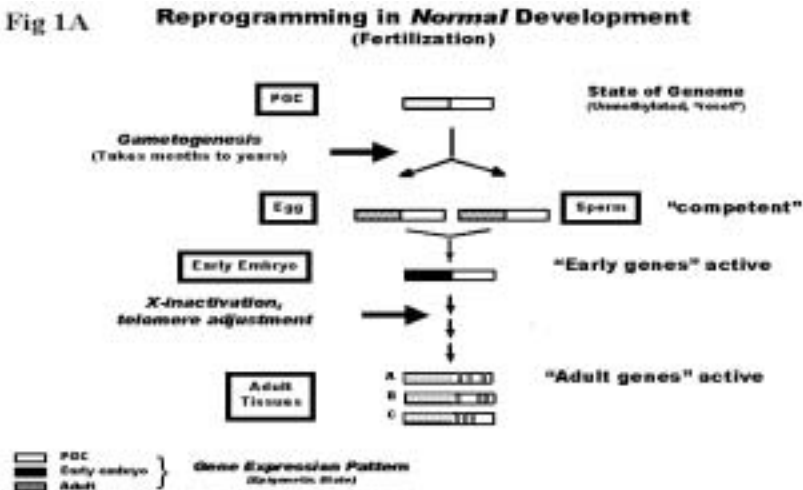 Fig 1A
Reprogramming in Normal Development
(Fertilization)
PGC
State of Genome
(Unmethylated, "reset")
Gametogenesis
(Takes months to years)
Egg
Sperm
"competent"
Early Embryo
"Early genes" active
X-inactivation,
telomere adjustment
Adult
Tissues
A
B
C
"Adult genes" active
PGC
Early embryo
Adult
Gene Expression Pattern
(Epigenetic State)